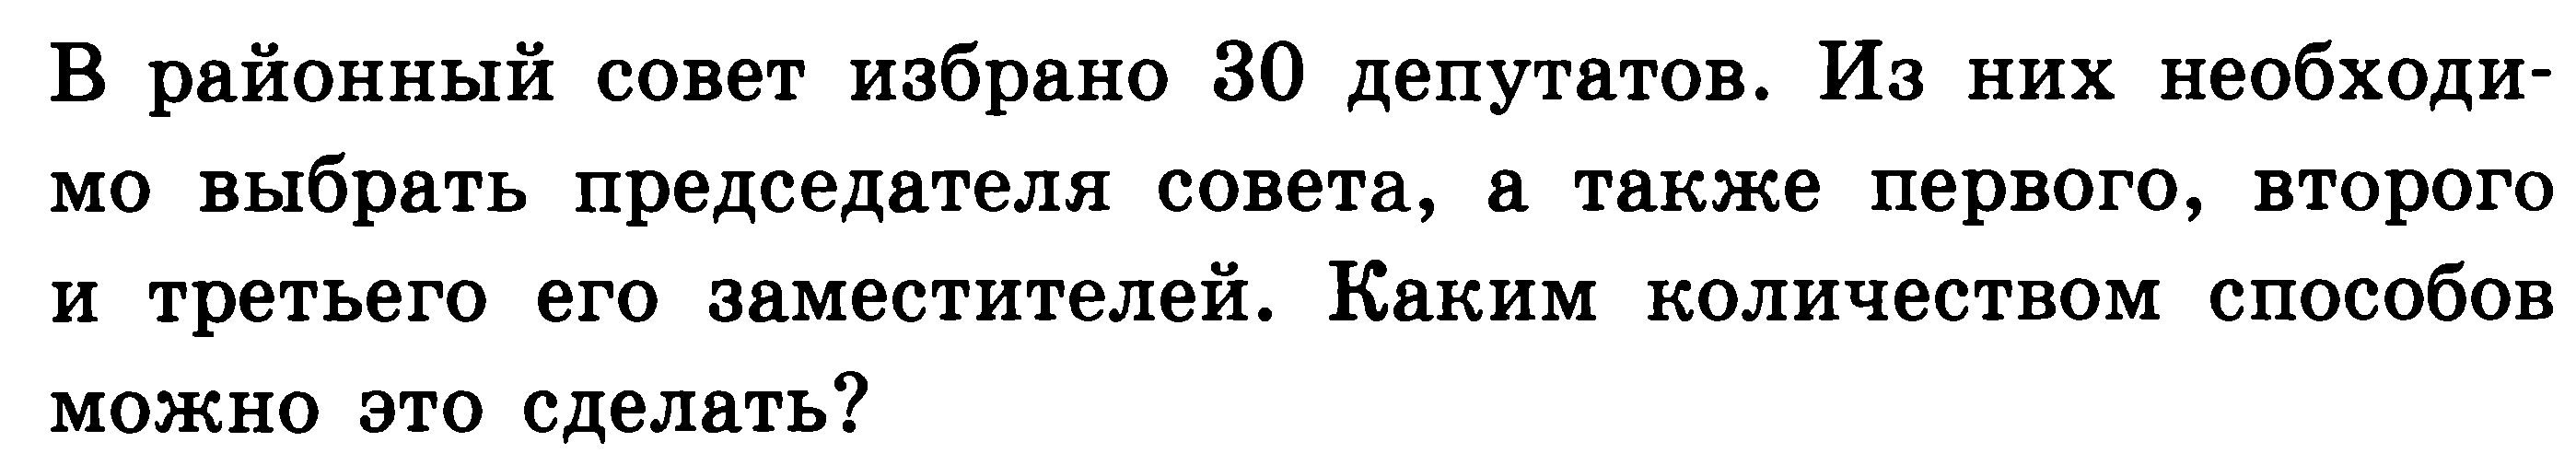 В районный совет избрано 30 депутатов. Из них необходи-
мо выбрать председателя совета, а также первого, второго
и третьего его заместителей. Каким количеством способов
можно это сделать?